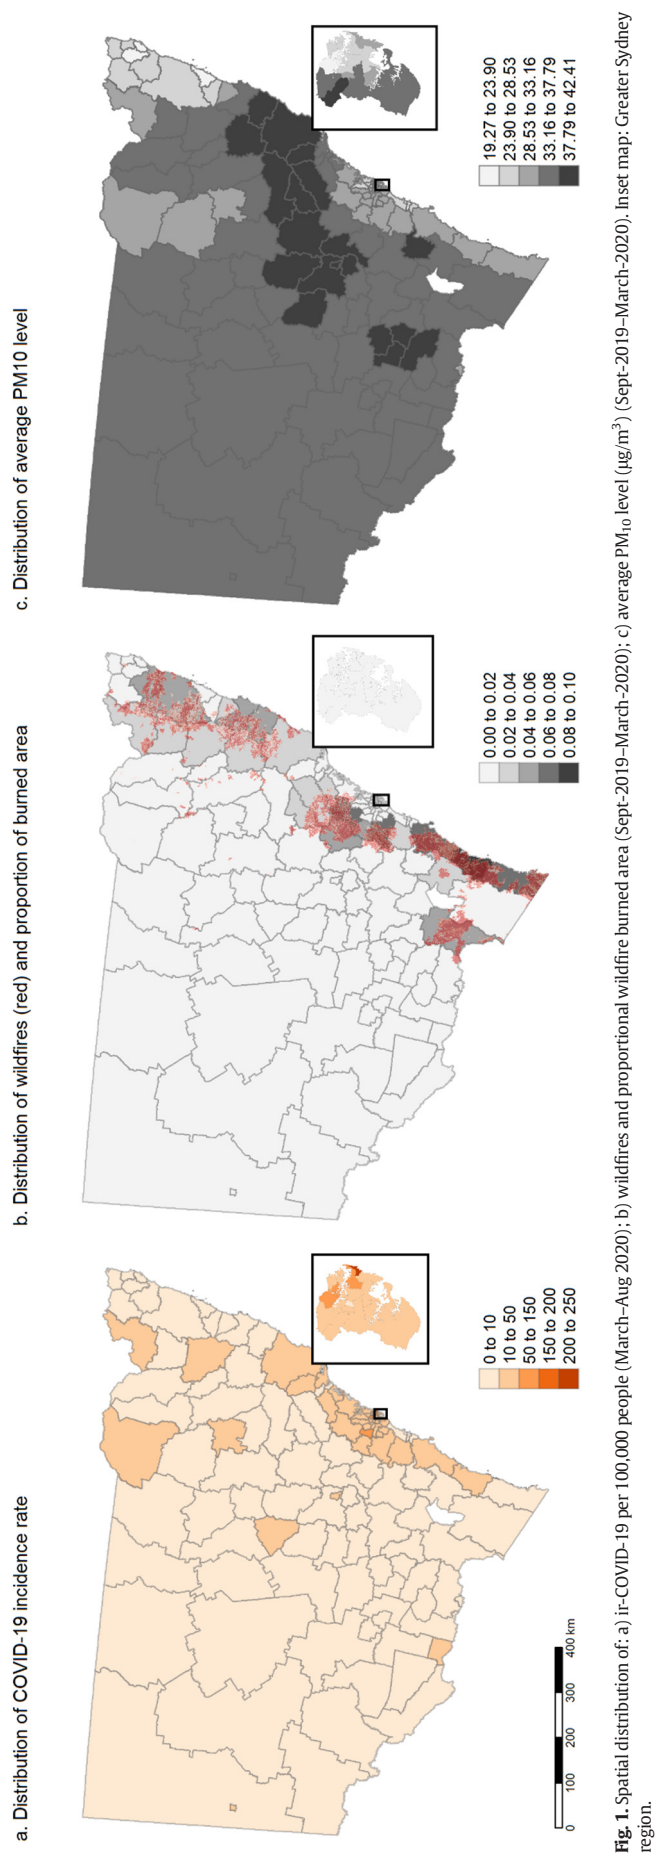 a. Distribution of COVID-19 incidence rate
0 to 10
10 to 50
50 to 150
150 to 200
200 to 250
0 100 200 300 400 km
b. Distribution of wildfires (red) and proportion of burned area
0.00 to 0.02
0.02 to 0.04
0.04 to 0.06
0.06 to 0.08
0.08 to 0.10
c. Distribution of average PM10 level
19.27 to 23.90
23.90 to 28.53
28.53 to 33.16
33.16 to 37.79
37.79 to 42.41
Fig. 1. Spatial distribution of: a) ir-COVID-19 per 100,000 people (March–Aug 2020); b) wildfires and proportional wildfire burned area (Sept-2019–March-2020); c) average PM₁₀ level (μg/m³) (Sept-2019–March-2020). Inset map: Greater Sydney
region.